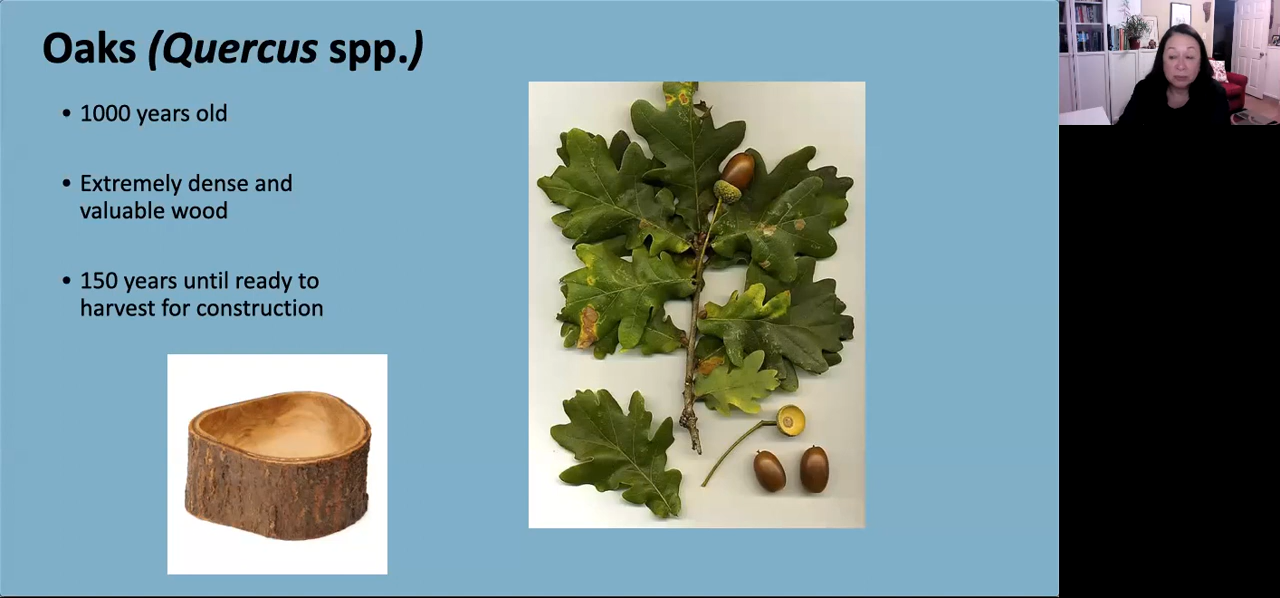 Oaks (Quercus spp.)
• 1000 years old
• Extremely dense and
valuable wood
• 150 years until ready to
harvest for construction